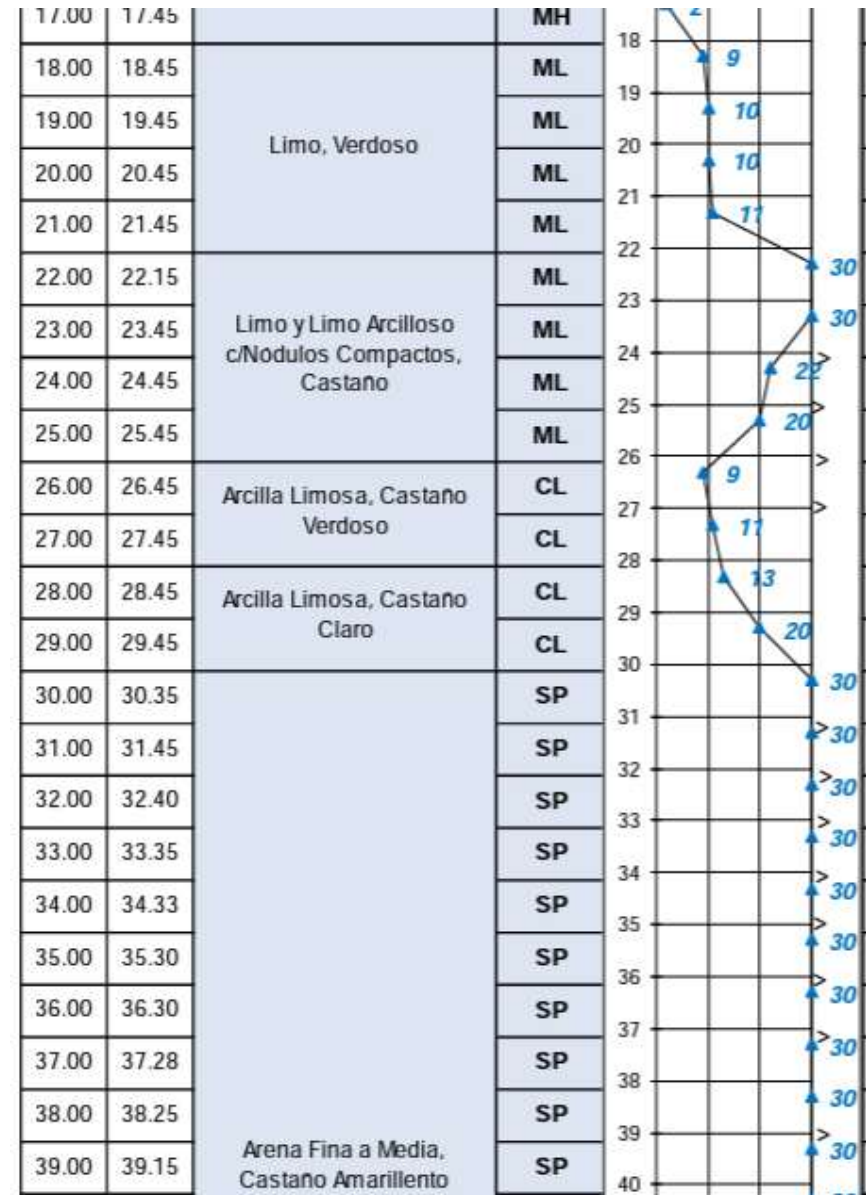 17.00 17.45 MH 2
18
18.00 18.45 ML 9
19
19.00 19.45 ML 10
Limo, Verdoso
20
20.00 20.45 ML 10
21
21.00 21.45 ML 11
22
22.00 22.15 ML 30
23
23.00 23.45 Limo y Limo Arcilloso ML 30
c/Nódulos Compactos,
24 >
24.00 24.45 Castaño ML 22
25 >
25.00 25.45 ML 20
26 >
26.00 26.45 Arcilla Limosa, Castaño CL 9
27 >
Verdoso
27.00 27.45 CL 11
28
28.00 28.45 Arcilla Limosa, Castaño CL 13
29
Claro
29.00 29.45 CL 20
30
30.00 30.35 SP 30
31 >
31.00 31.45 SP 30
32 >
32.00 32.40 SP 30
33 >
33.00 33.35 SP 30
34 >
34.00 34.33 SP 30
35 >
35.00 35.30 SP 30
36 >
36.00 36.30 SP 30
37 >
37.00 37.28 SP 30
38
38.00 38.25 SP 30
39 >
Arena Fina a Media,
39.00 39.15 SP 30
Castaño Amarillento
40